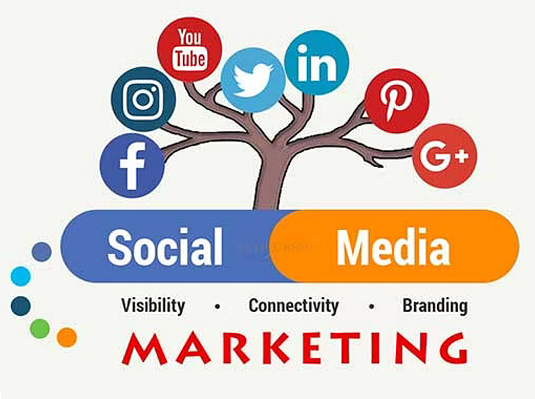 You
Tube
in
f
G+
Social Media
Visibility • Connectivity • Branding
MARKETING